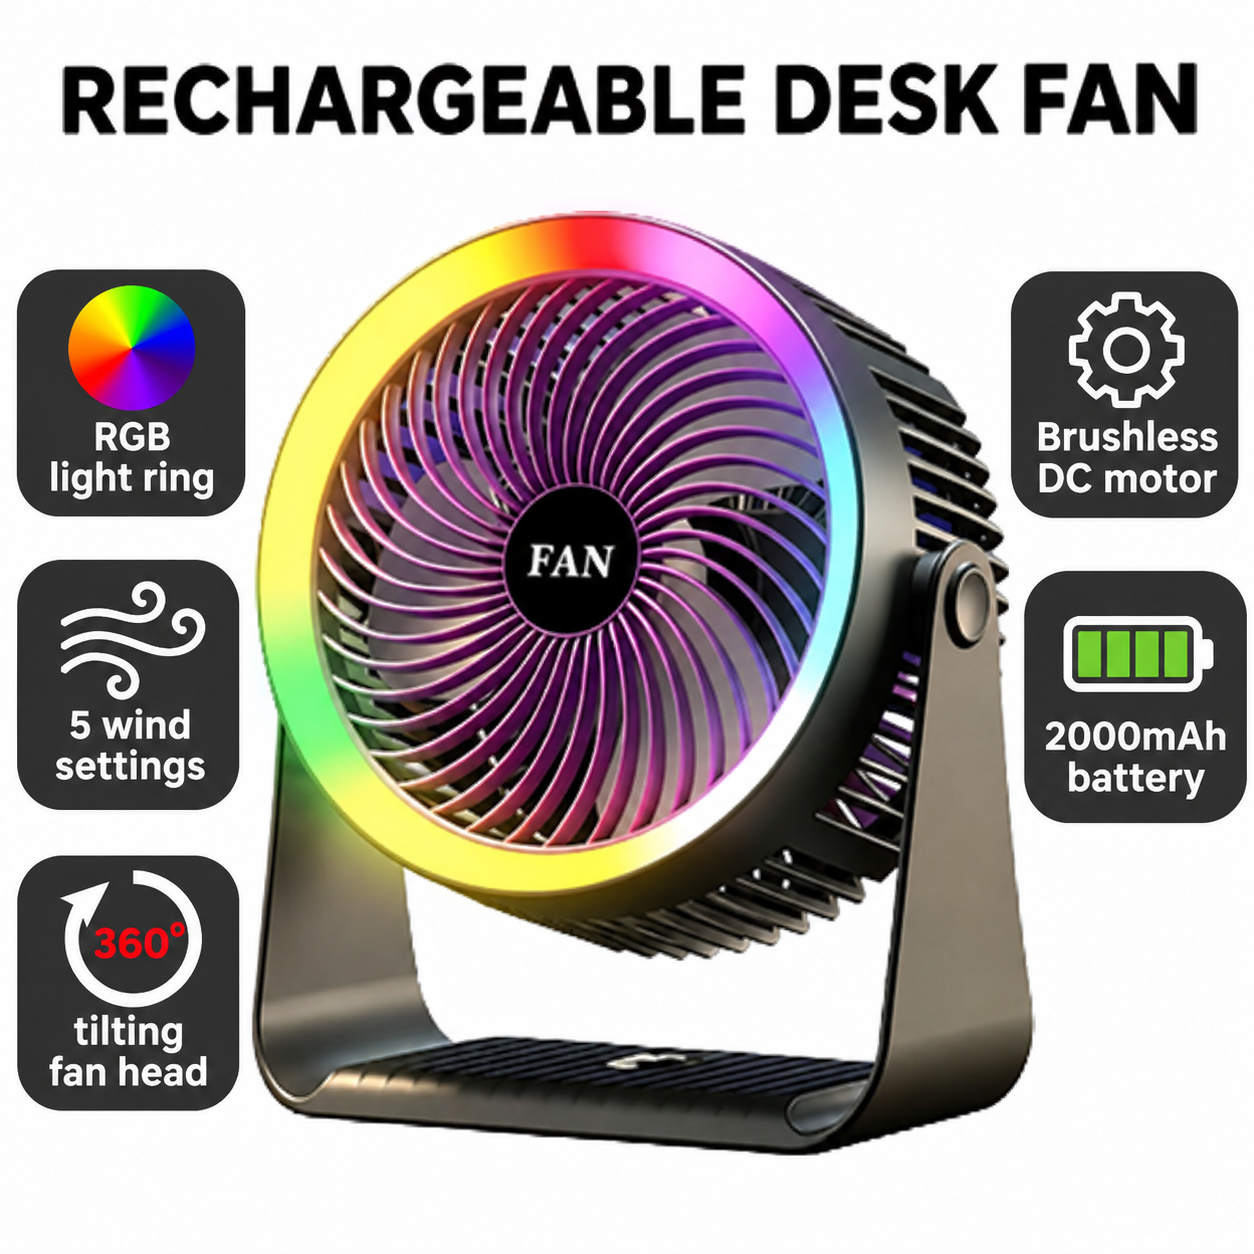 RECHARGEABLE DESK FAN
RGB
light ring
5 wind
settings
360°
tilting
fan head
FAN
Brushless
DC motor
2000mAh
battery